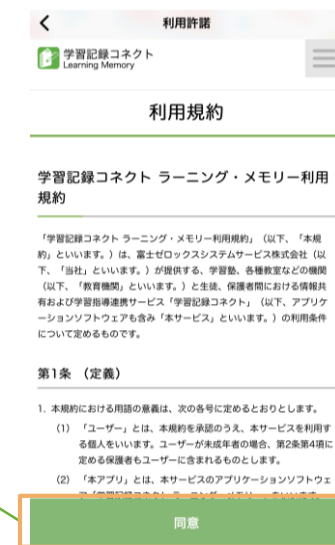 利用許諾
学習記録コネクト
Learning Memory
利用規約
学習記録コネクト ラーニング・メモリー利用
規約
「学習記録コネクト ラーニング・メモリー利用規約」（以下、「本規
約」といいます。）は、富士ゼロックスシステムサービス株式会社（以
下、「当社」といいます。）が提供する、学習塾、各種教室などの機関
（以下、「教育機関」といいます。）と生徒、保護者間における情報共
有および学習指導連携サービス「学習記録コネクト」（以下、アプリケ
ーションソフトウェアも含み「本サービス」といいます。）の利用条件
について定めるものです。
第1条 （定義）
1. 本規約における用語の意義は、次の各号に定めるとおりとします。
（1） 「ユーザー」とは、本規約を承認のうえ、本サービスを利用す
る個人をいいます。ユーザーが未成年者の場合、第2条第4項に
定める保護者もユーザーに含まれるものとします。
（2） 「本アプリ」とは、本サービスのアプリケーションソフトウェ
同意